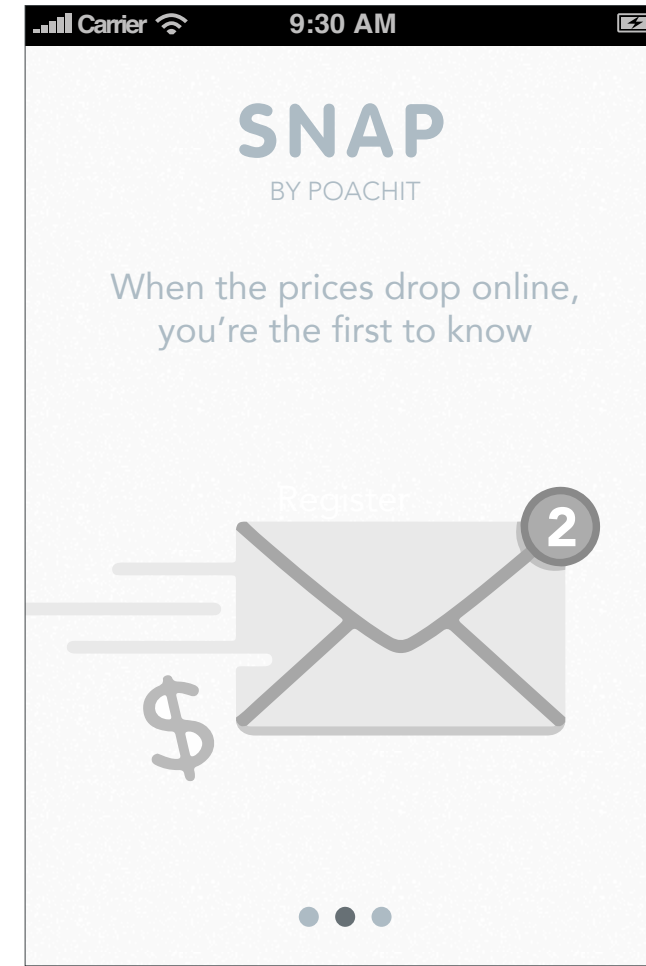 Carrier 9:30 AM
SNAP
BY POACHIT
When the prices drop online,
you’re the first to know
Register
2
$